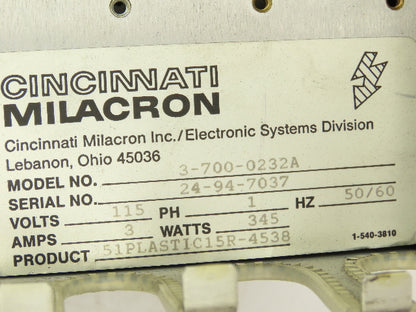 CINCINNATI
MILACRON
Cincinnati Milacron Inc./Electronic Systems Division
Lebanon, Ohio 45036
MODEL NO. 3-700-0232A
SERIAL NO. 24-94-7037
VOLTS 115 PH 1 HZ 50/60
AMPS 3 WATTS 345
PRODUCT 51PLASTIC15R-4538
1-540-3810